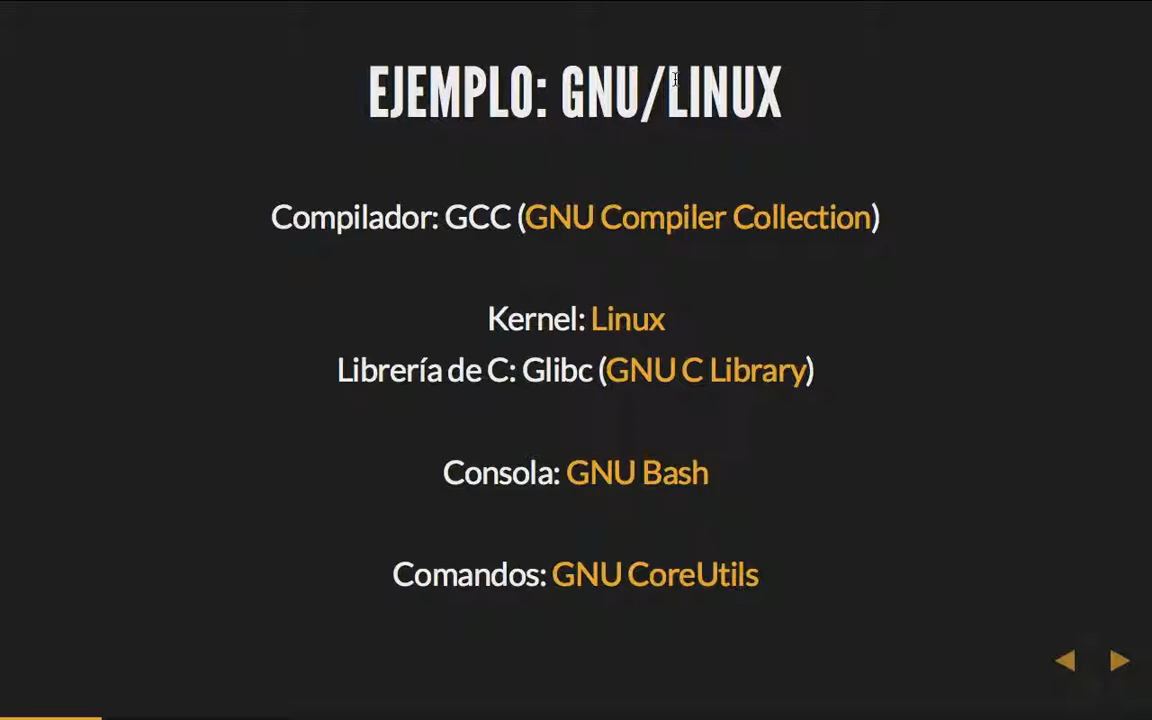 EJEMPLO: GNU/LINUX
Compilador: GCC (GNU Compiler Collection)
Kernel: Linux
Librería de C: Glibc (GNU C Library)
Consola: GNU Bash
Comandos: GNU CoreUtils